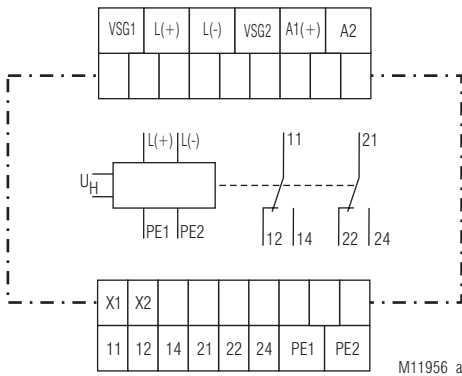 VSG1 L(+) L(-) VSG2 A1(+) A2
L(+) L(-)
11 21
UH
PE1 PE2
12 14 22 24
X1 X2
11 12 14 21 22 24 PE1 PE2
M11956 a